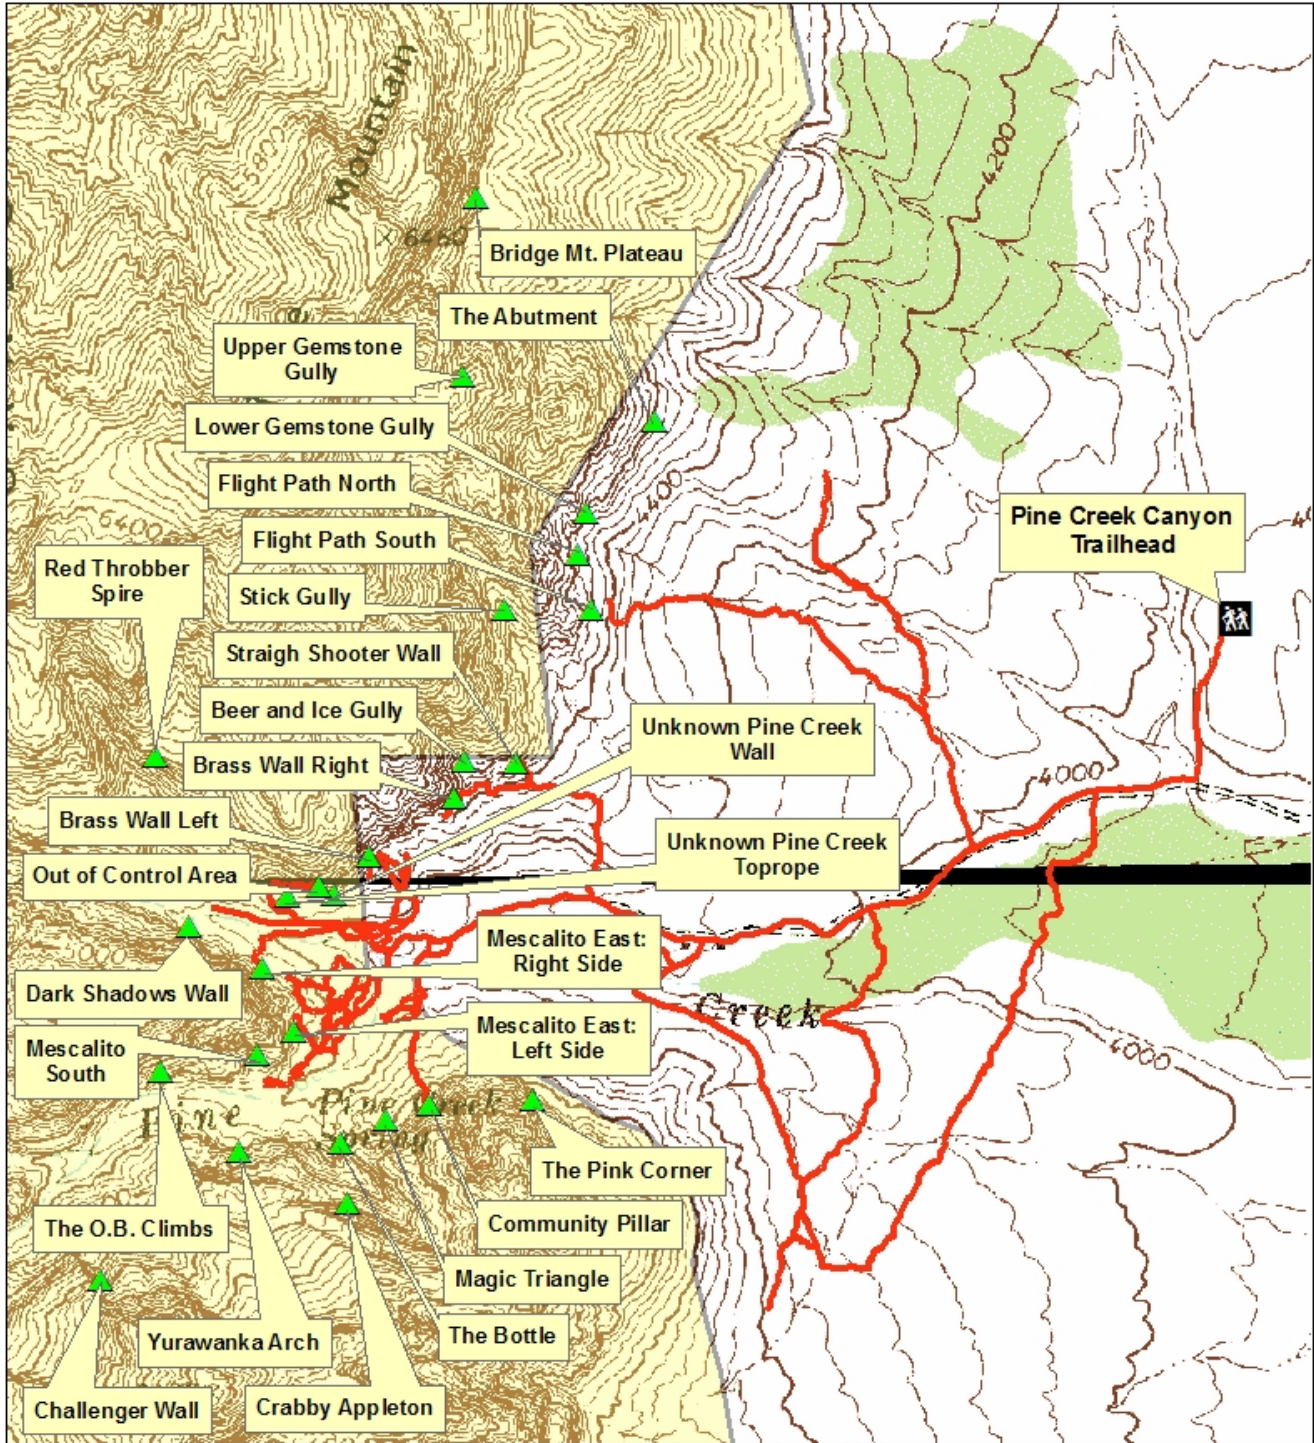 Mountain
4200
6460
Bridge Mt. Plateau
The Abutment
Upper Gemstone
Gully
Lower Gemstone Gully
Flight Path North
4400
Pine Creek Canyon
Trailhead
6400
Flight Path South
Red Throbber
Spire
Stick Gully
Straigh Shooter Wall
Beer and Ice Gully
Unknown Pine Creek
Wall
Brass Wall Right
4000
Brass Wall Left
Unknown Pine Creek
Toprope
Out of Control Area
Mescalito East:
Right Side
Dark Shadows Wall
Creek
Mescalito East:
Left Side
Mescalito
South
4000
Pine
Pine Creek
Spring
The Pink Corner
The O.B. Climbs
Community Pillar
Magic Triangle
The Bottle
Yurawanka Arch
Crabby Appleton
Challenger Wall